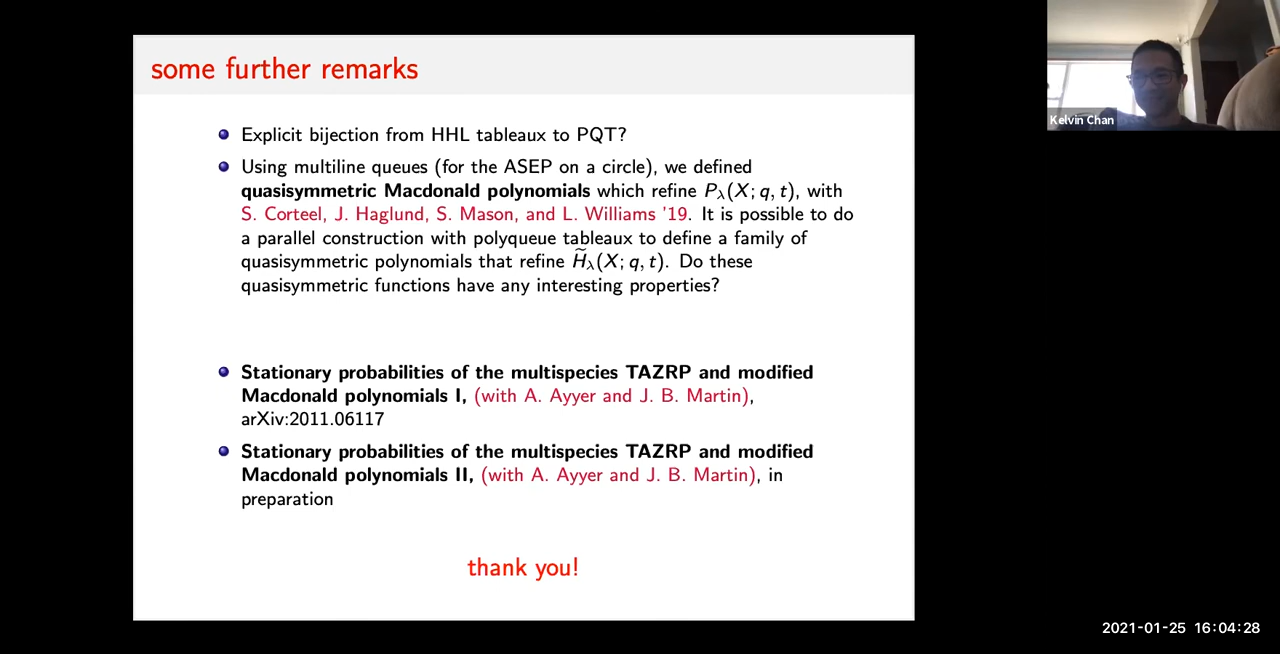 some further remarks
Explicit bijection from HHL tableaux to PQT?
Using multiline queues (for the ASEP on a circle), we defined
quasisymmetric Macdonald polynomials which refine Pλ(X; q, t), with
S. Corteel, J. Haglund, S. Mason, and L. Williams '19. It is possible to do
a parallel construction with polyqueue tableaux to define a family of
quasisymmetric polynomials that refine H̃λ(X; q, t). Do these
quasisymmetric functions have any interesting properties?
Stationary probabilities of the multispecies TAZRP and modified
Macdonald polynomials I, (with A. Ayyer and J. B. Martin),
arXiv:2011.06117
Stationary probabilities of the multispecies TAZRP and modified
Macdonald polynomials II, (with A. Ayyer and J. B. Martin), in
preparation
thank you!
Kelvin Chan
2021-01-25 16:04:28